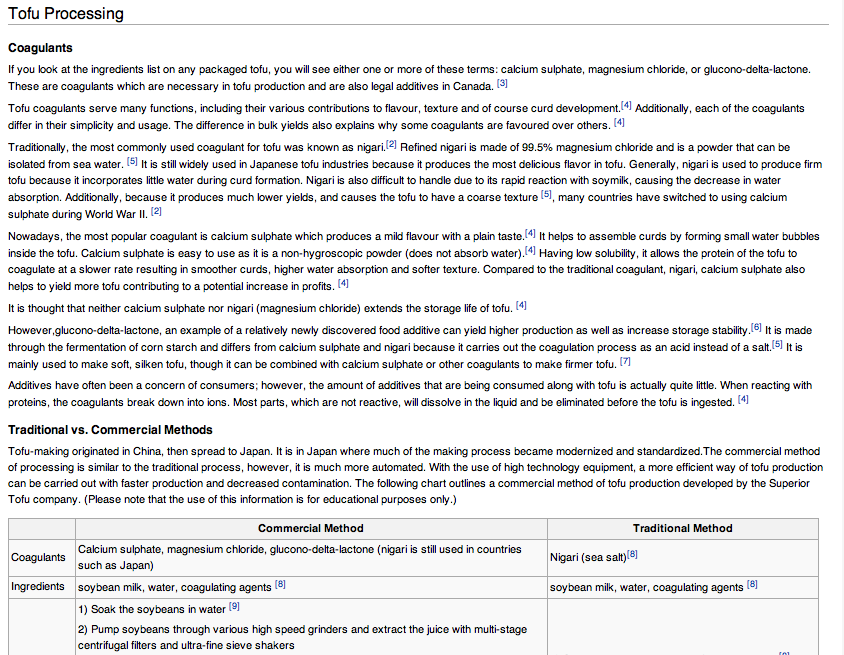 Tofu Processing
Coagulants
If you look at the ingredients list on any packaged tofu, you will see either one or more of these terms: calcium sulphate, magnesium chloride, or glucono-delta-lactone.
These are coagulants which are necessary in tofu production and are also legal additives in Canada. [3]
Tofu coagulants serve many functions, including their various contributions to flavour, texture and of course curd development.[4] Additionally, each of the coagulants
differ in their simplicity and usage. The difference in bulk yields also explains why some coagulants are favoured over others. [4]
Traditionally, the most commonly used coagulant for tofu was known as nigari.[2] Refined nigari is made of 99.5% magnesium chloride and is a powder that can be
isolated from sea water. [5] It is still widely used in Japanese tofu industries because it produces the most delicious flavor in tofu. Generally, nigari is used to produce firm
tofu because it incorporates little water during curd formation. Nigari is also difficult to handle due to its rapid reaction with soymilk, causing the decrease in water
absorption. Additionally, because it produces much lower yields, and causes the tofu to have a coarse texture [5], many countries have switched to using calcium
sulphate during World War II. [2]
Nowadays, the most popular coagulant is calcium sulphate which produces a mild flavour with a plain taste.[4] It helps to assemble curds by forming small water bubbles
inside the tofu. Calcium sulphate is easy to use as it is a non-hygroscopic powder (does not absorb water).[4] Having low solubility, it allows the protein of the tofu to
coagulate at a slower rate resulting in smoother curds, higher water absorption and softer texture. Compared to the traditional coagulant, nigari, calcium sulphate also
helps to yield more tofu contributing to a potential increase in profits. [4]
It is thought that neither calcium sulphate nor nigari (magnesium chloride) extends the storage life of tofu. [4]
However,glucono-delta-lactone, an example of a relatively newly discovered food additive can yield higher production as well as increase storage stability.[6] It is made
through the fermentation of corn starch and differs from calcium sulphate and nigari because it carries out the coagulation process as an acid instead of a salt.[5] It is
mainly used to make soft, silken tofu, though it can be combined with calcium sulphate or other coagulants to make firmer tofu. [7]
Additives have often been a concern of consumers; however, the amount of additives that are being consumed along with tofu is actually quite little. When reacting with
proteins, the coagulants break down into ions. Most parts, which are not reactive, will dissolve in the liquid and be eliminated before the tofu is ingested. [4]
Traditional vs. Commercial Methods
Tofu-making originated in China, then spread to Japan. It is in Japan where much of the making process became modernized and standardized.The commercial method
of processing is similar to the traditional process, however, it is much more automated. With the use of high technology equipment, a more efficient way of tofu production
can be carried out with faster production and decreased contamination. The following chart outlines a commercial method of tofu production developed by the Superior
Tofu company. (Please note that the use of this information is for educational purposes only.)
Commercial Method Traditional Method
Coagulants Calcium sulphate, magnesium chloride, glucono-delta-lactone (nigari is still used in countries
such as Japan) Nigari (sea salt)[8]
Ingredients soybean milk, water, coagulating agents [8] soybean milk, water, coagulating agents [8]
1) Soak the soybeans in water [9]
2) Pump soybeans through various high speed grinders and extract the juice with multi-stage
centrifugal filters and ultra-fine sieve shakers